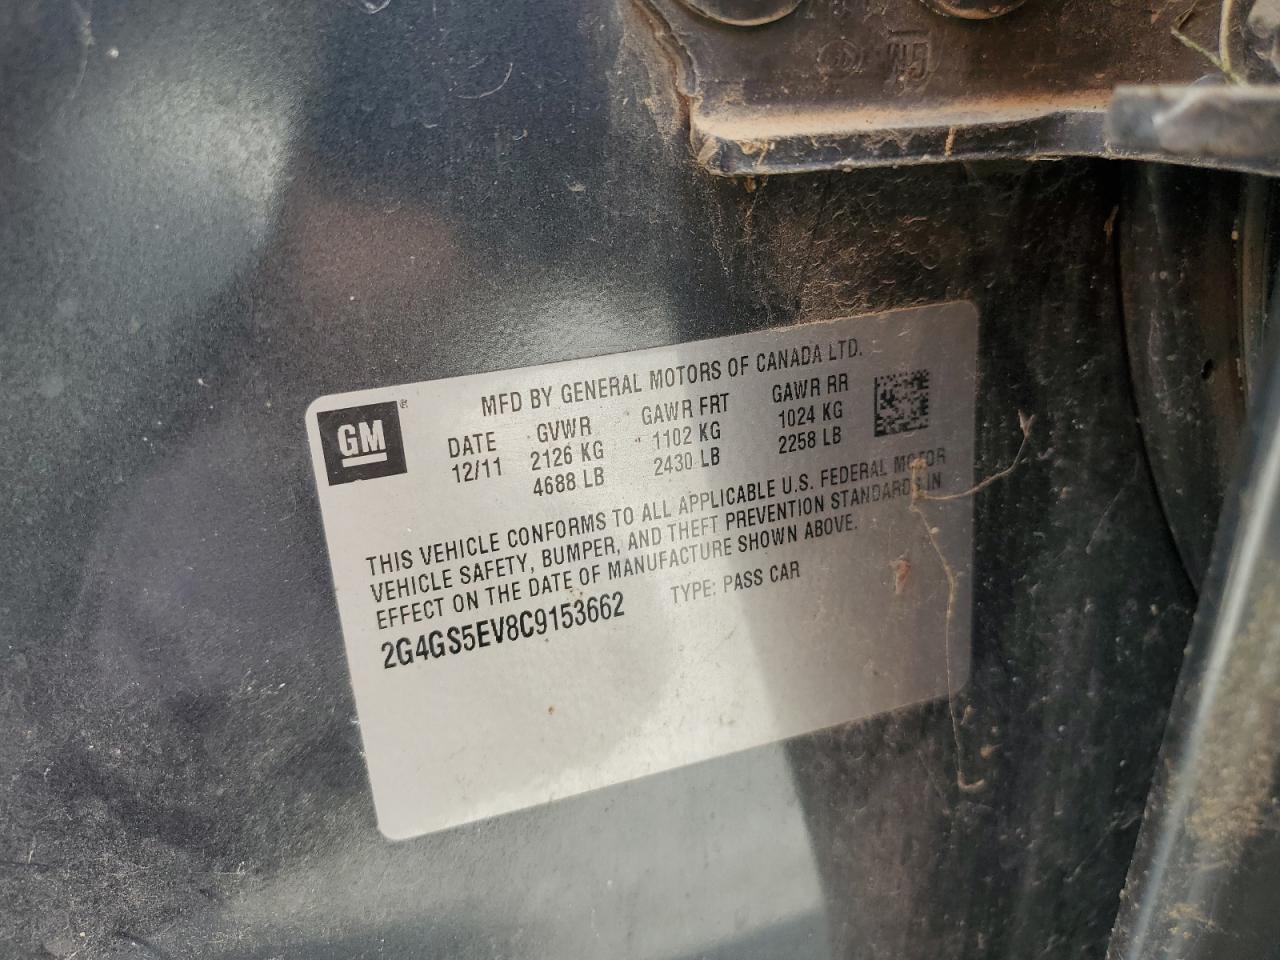 GM
MFD BY GENERAL MOTORS OF CANADA LTD.
GM ®
DATE GVWR GAWR FRT GAWR RR
12/11 2126 KG 1102 KG 1024 KG
4688 LB 2430 LB 2258 LB
THIS VEHICLE CONFORMS TO ALL APPLICABLE U.S. FEDERAL MOTOR
VEHICLE SAFETY, BUMPER, AND THEFT PREVENTION STANDARDS IN
EFFECT ON THE DATE OF MANUFACTURE SHOWN ABOVE.
2G4GS5EV8C9153662 TYPE: PASS CAR